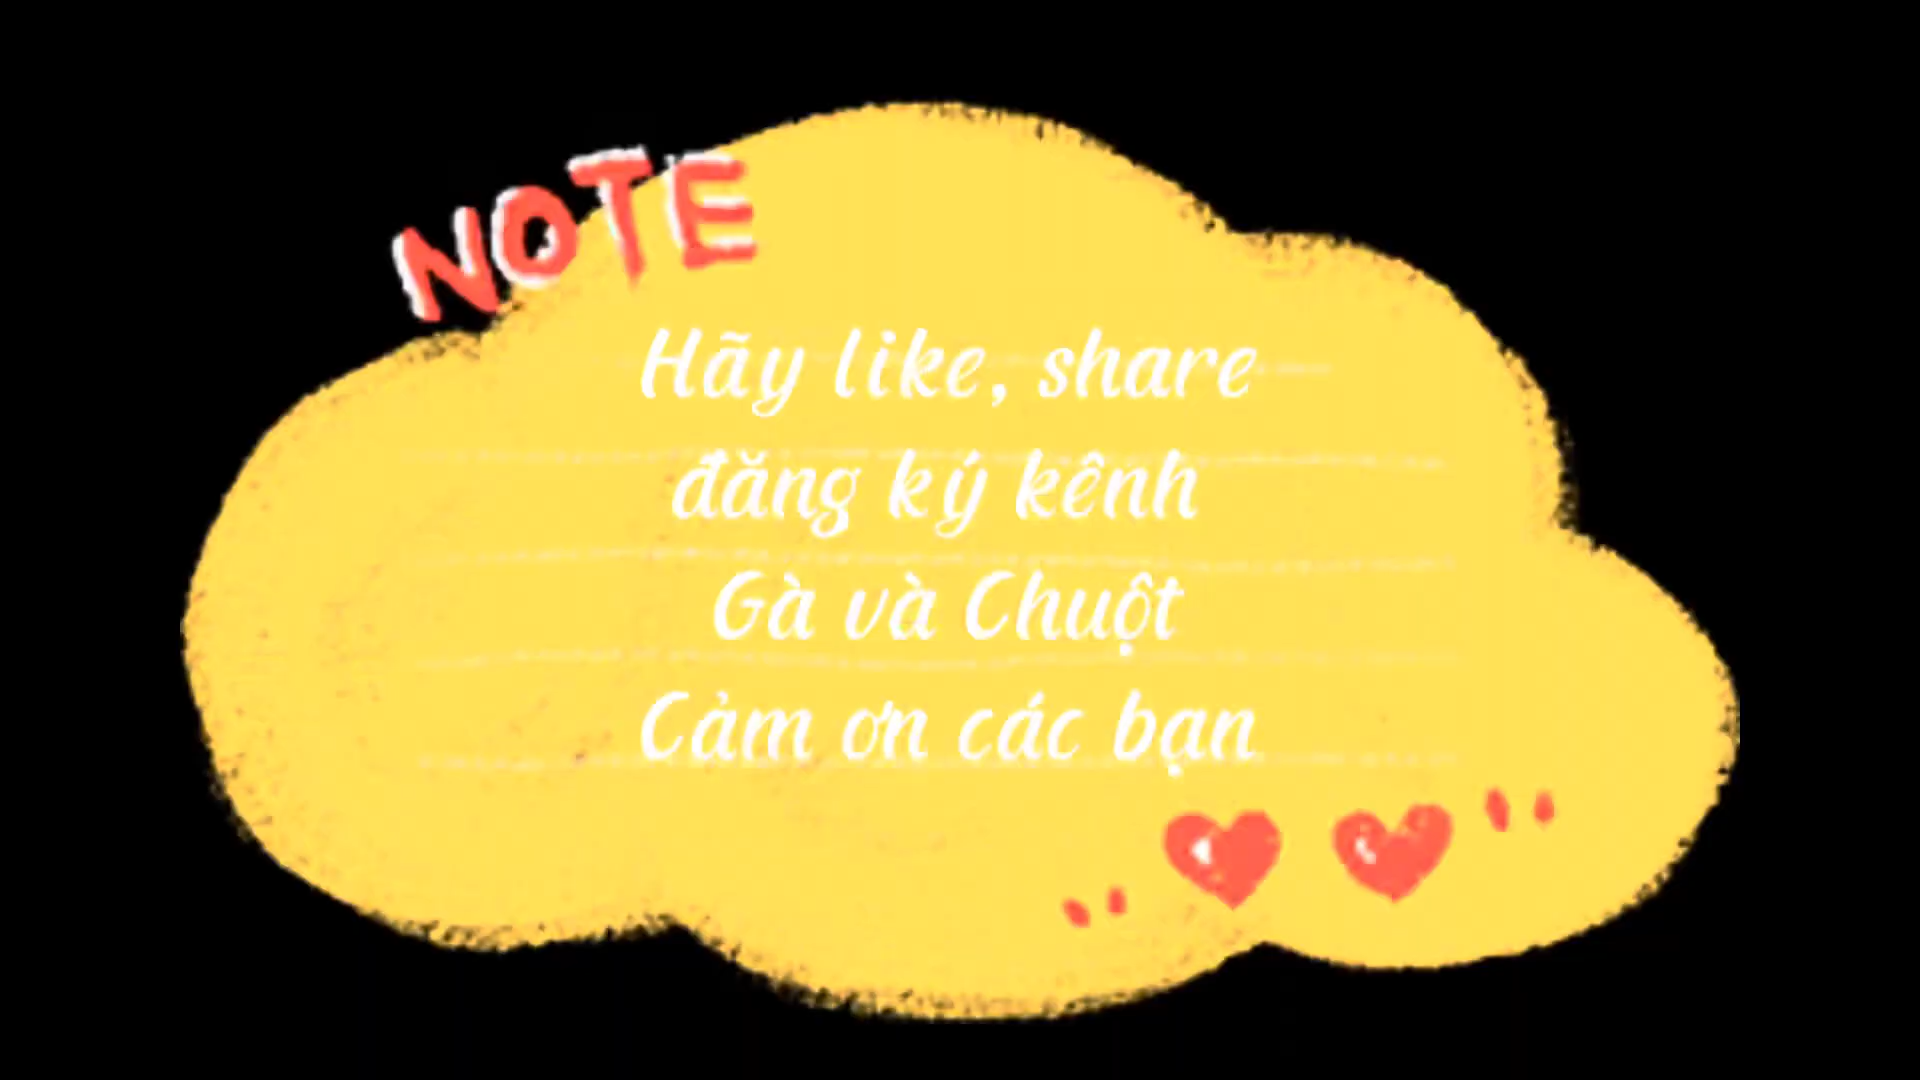 NOTE
Hãy like, share
đăng ký kênh
Gà và Chuột
Cảm ơn các bạn